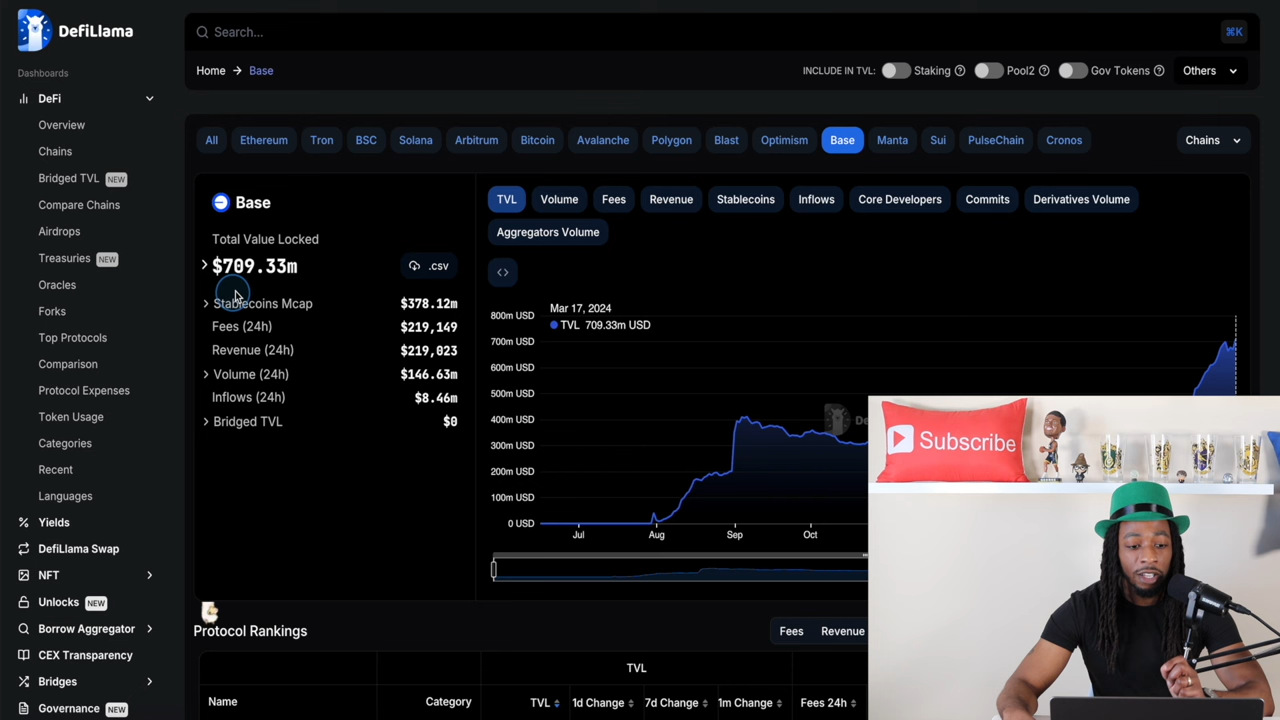 DefiLlama
Search...
⌘K
Dashboards
Home → Base
INCLUDE IN TVL: Staking Pool2 Gov Tokens Others
DeFi
Overview
Chains
Bridged TVL NEW
Compare Chains
Airdrops
Treasuries NEW
Oracles
Forks
Top Protocols
Comparison
Protocol Expenses
Token Usage
Categories
Recent
Languages
Yields
DefiLlama Swap
NFT
Unlocks NEW
Borrow Aggregator
CEX Transparency
Bridges
Governance NEW
All Ethereum Tron BSC Solana Arbitrum Bitcoin Avalanche Polygon Blast Optimism Base Manta Sui PulseChain Cronos Chains
Base
Total Value Locked
$709.33m .csv
Stablecoins Mcap $378.12m
Fees (24h) $219,149
Revenue (24h) $219,023
Volume (24h) $146.63m
Inflows (24h) $8.46m
Bridged TVL $0
TVL Volume Fees Revenue Stablecoins Inflows Core Developers Commits Derivatives Volume
Aggregators Volume
Mar 17, 2024
TVL 709.33m USD
800m USD
700m USD
600m USD
500m USD
400m USD
300m USD
200m USD
100m USD
0 USD
Jul Aug Sep Oct
De
Subscribe
Protocol Rankings
Fees Revenue
TVL
Name Category TVL 1d Change 7d Change 1m Change Fees 24h